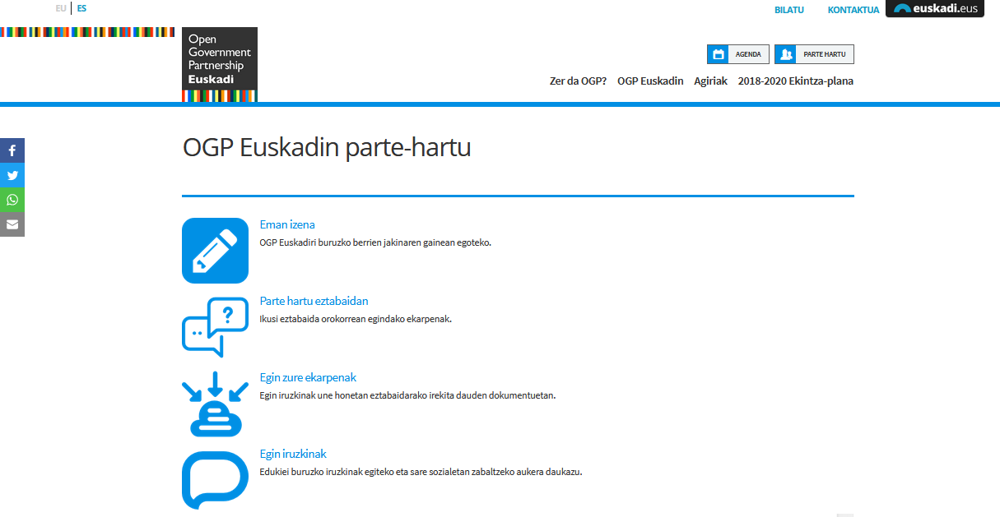 EU ES
BILATU KONTAKTUA euskadi.eus
Open
Government
Partnership
Euskadi
AGENDA PARTE HARTU
Zer da OGP? OGP Euskadin Agiriak 2018-2020 Ekintza-plana
OGP Euskadin parte-hartu
Eman izena
OGP Euskadiri buruzko berrien jakinaren gainean egoteko.
Parte hartu eztabaidan
Ikusi eztabaida orokorrean egindako ekarpenak.
Egin zure ekarpenak
Egin iruzkinak une honetan eztabaidarako irekita dauden dokumentuetan.
Egin iruzkinak
Edukiei buruzko iruzkinak egiteko eta sare sozialetan zabaltzeko aukera daukazu.